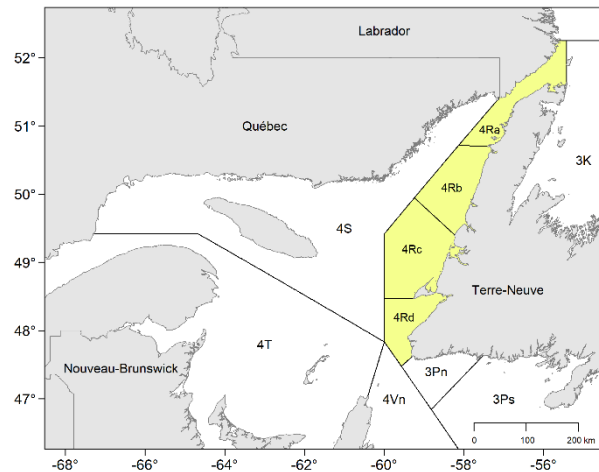 Labrador
52°
4Ra
51°
Québec
3K
4Rb
50°
4S
4Rc
49°
Terre-Neuve
4Rd
48°
4T
3Pn
Nouveau-Brunswick
4Vn
3Ps
47°
0 100 200 km
-68° -66° -64° -62° -60° -58° -56°